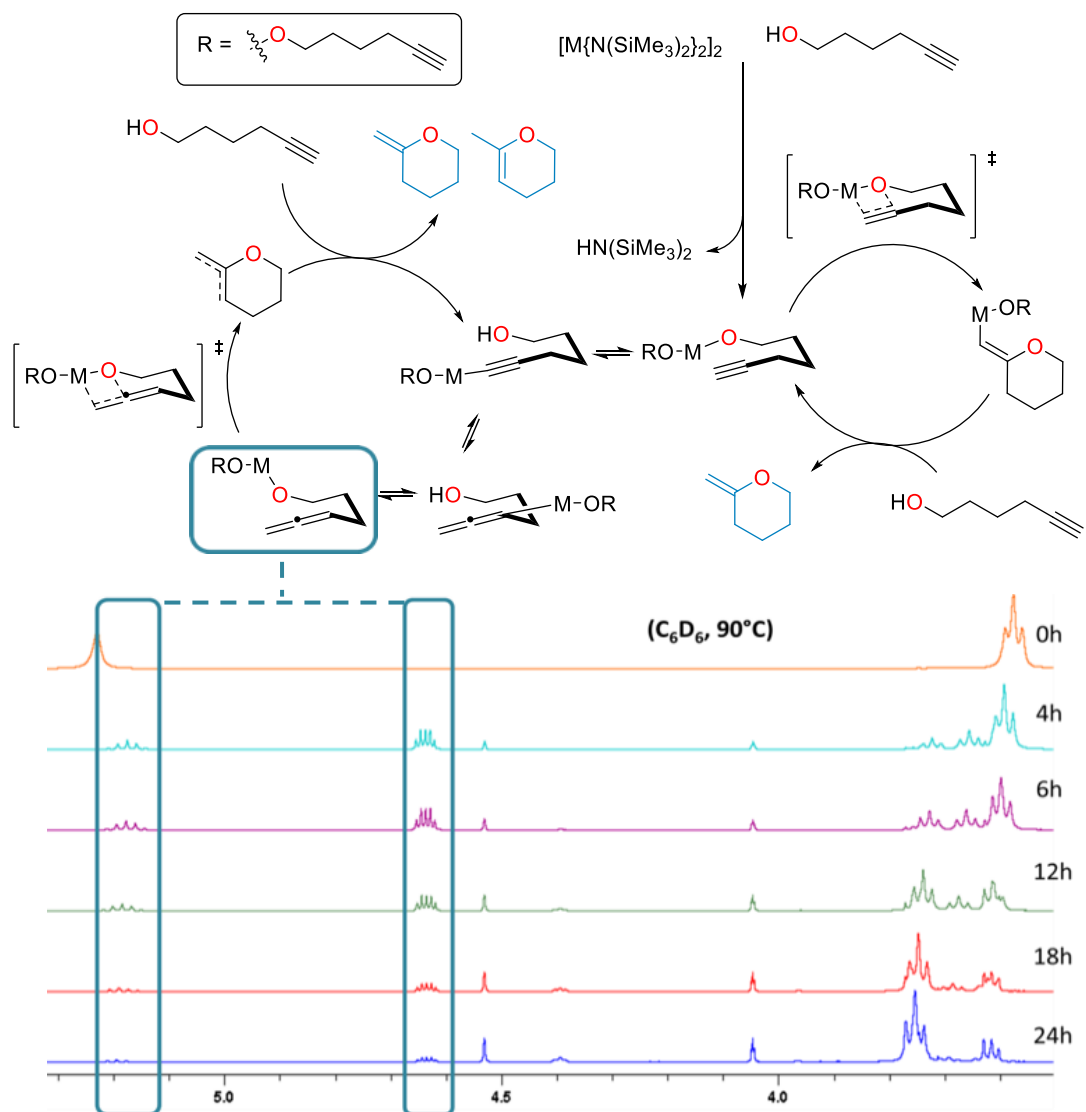 R = O
[M{N(SiMe3)2}2]2
HO
HO
O
O
‡
RO-M O
HN(SiMe3)2
O
M-OR
O
HO
RO-M
O
RO-M
‡
RO-M O
RO-M
O
HO
M-OR
O
HO
(C6D6, 90°C)
0h
4h
6h
12h
18h
24h
5.0 4.5 4.0